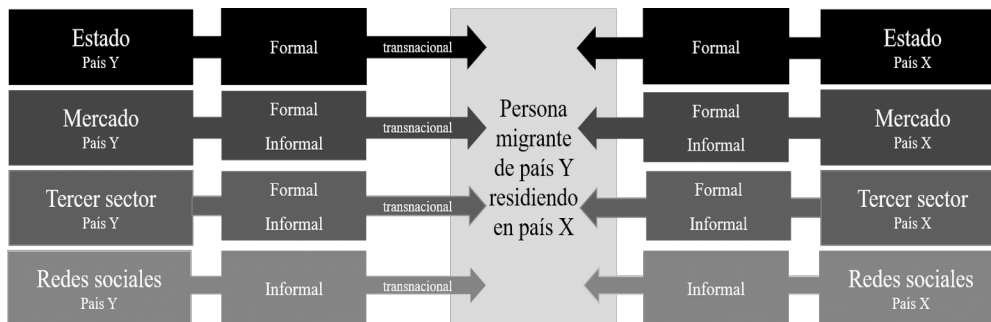 Estado
País Y
Formal
transnacional
Formal
Estado
País X
Mercado
País Y
Formal
Informal
transnacional
Formal
Informal
Mercado
País X
Persona
migrante
de país Y
residiendo
en país X
Tercer sector
País Y
Formal
Informal
transnacional
Formal
Informal
Tercer sector
País X
Redes sociales
País Y
Informal
transnacional
Informal
Redes sociales
País X